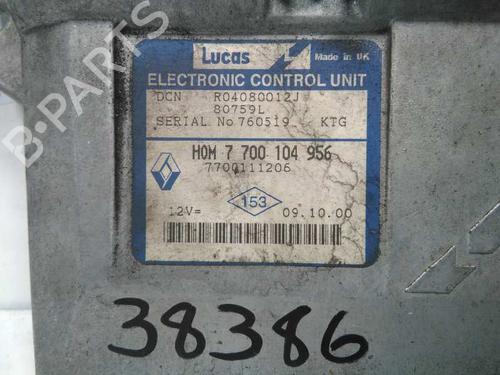 Lucas Made in UK
ELECTRONIC CONTROL UNIT
DCN R04080012J
80759L
SERIAL No 760519 KTG
HOM 7 700 104 956
7700111206
153
12V= 09.10.00
38386